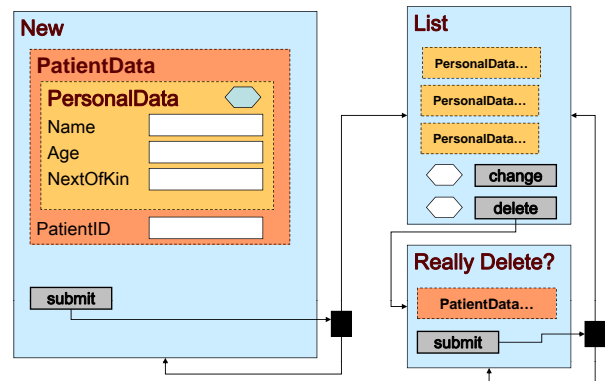 New
PatientData
PersonalData
Name
Age
NextOfKin
PatientID
submit
List
PersonalData...
PersonalData...
PersonalData...
change
delete
Really Delete?
PatientData...
submit